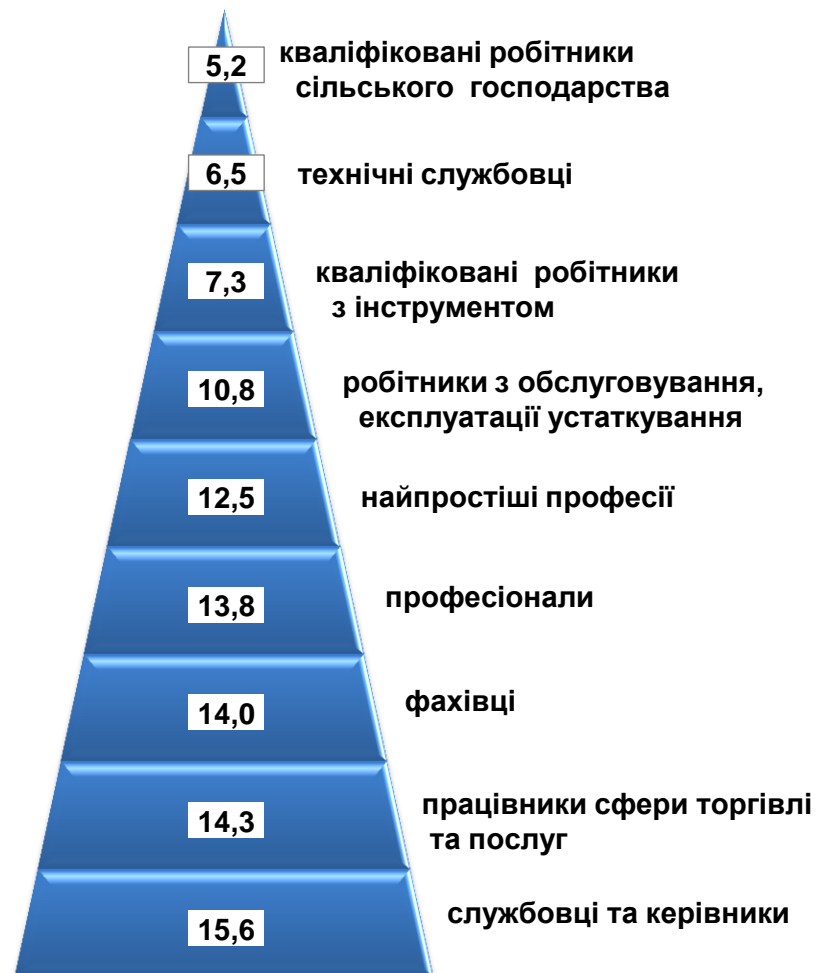 5,2
кваліфіковані робітники
сільського господарства
6,5
технічні службовці
7,3
кваліфіковані робітники
з інструментом
10,8
робітники з обслуговування,
експлуатації устаткування
12,5
найпростіші професії
13,8
професіонали
14,0
фахівці
14,3
працівники сфери торгівлі
та послуг
15,6
службовці та керівники